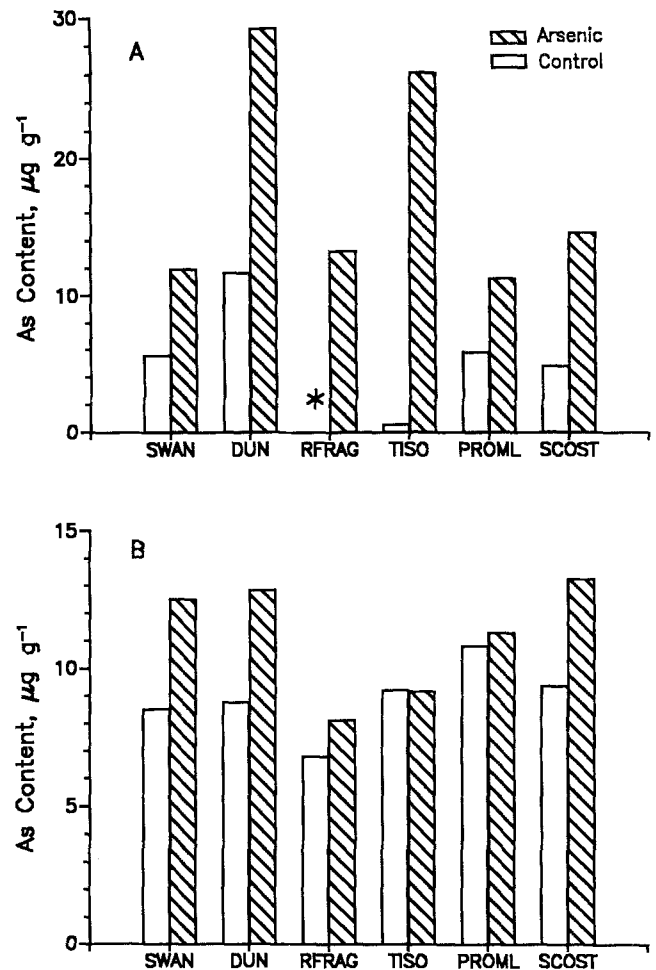 A
Arsenic
Control
As Content, µg g⁻¹
30
20
10
0
*
SWAN DUN RFRAG TISO PROML SCOST
B
As Content, µg g⁻¹
15
10
5
0
SWAN DUN RFRAG TISO PROML SCOST